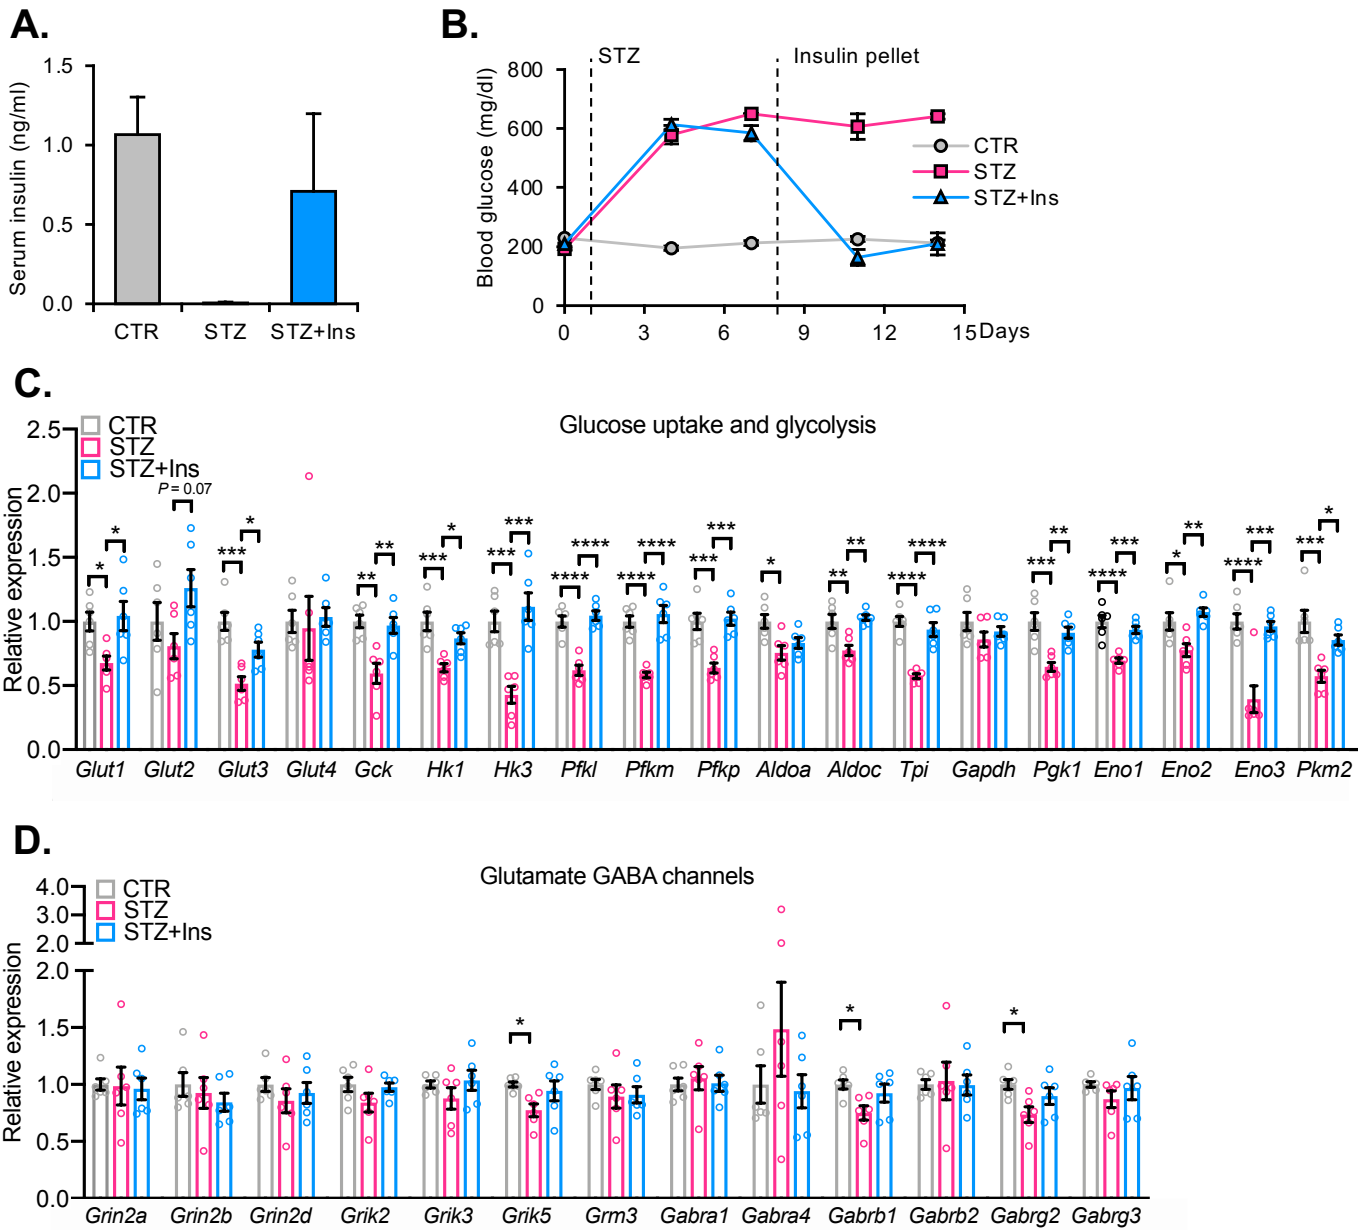 A.
Serum insulin (ng/ml)
1.5
1.0
0.5
0.0
CTR STZ STZ+Ins
B.
STZ Insulin pellet
Blood glucose (mg/dl)
800
600
400
200
0
0 3 6 9 12 15 Days
CTR
STZ
STZ+Ins
C.
Glucose uptake and glycolysis
CTR
STZ
STZ+Ins
Relative expression
2.5
2.0
1.5
1.0
0.5
0.0
P = 0.07
* * *** * ** ** *** * *** *** **** **** **** **** *** *** * ** ** **** **** *** ** **** *** * ** **** *** *** *
Glut1 Glut2 Glut3 Glut4 Gck Hk1 Hk3 Pfkl Pfkm Pfkp Aldoa Aldoc Tpi Gapdh Pgk1 Eno1 Eno2 Eno3 Pkm2
D.
Glutamate GABA channels
CTR
STZ
STZ+Ins
Relative expression
4.0
3.0
2.0
2.0
1.5
1.0
0.5
0.0
* * *
Grin2a Grin2b Grin2d Grik2 Grik3 Grik5 Grm3 Gabra1 Gabra4 Gabrb1 Gabrb2 Gabrg2 Gabrg3